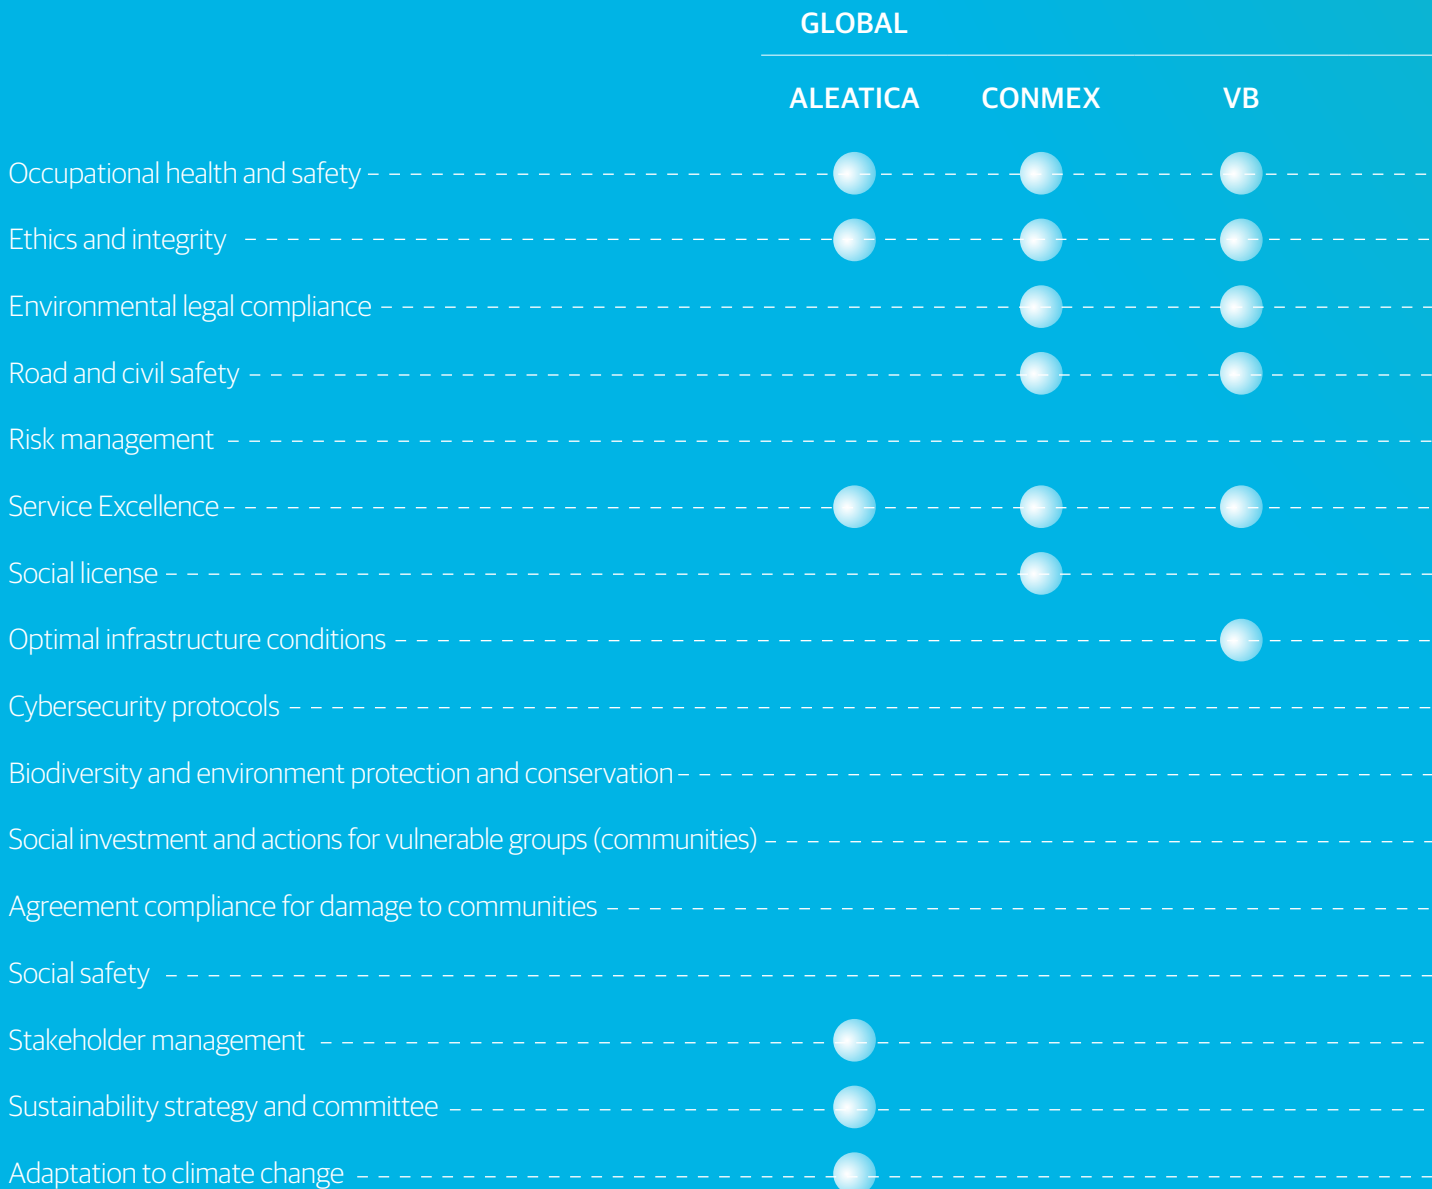 GLOBAL
ALEATICA CONMEX VB
Occupational health and safety
Ethics and integrity
Environmental legal compliance
Road and civil safety
Risk management
Service Excellence
Social license
Optimal infrastructure conditions
Cybersecurity protocols
Biodiversity and environment protection and conservation
Social investment and actions for vulnerable groups (communities)
Agreement compliance for damage to communities
Social safety
Stakeholder management
Sustainability strategy and committee
Adaptation to climate change